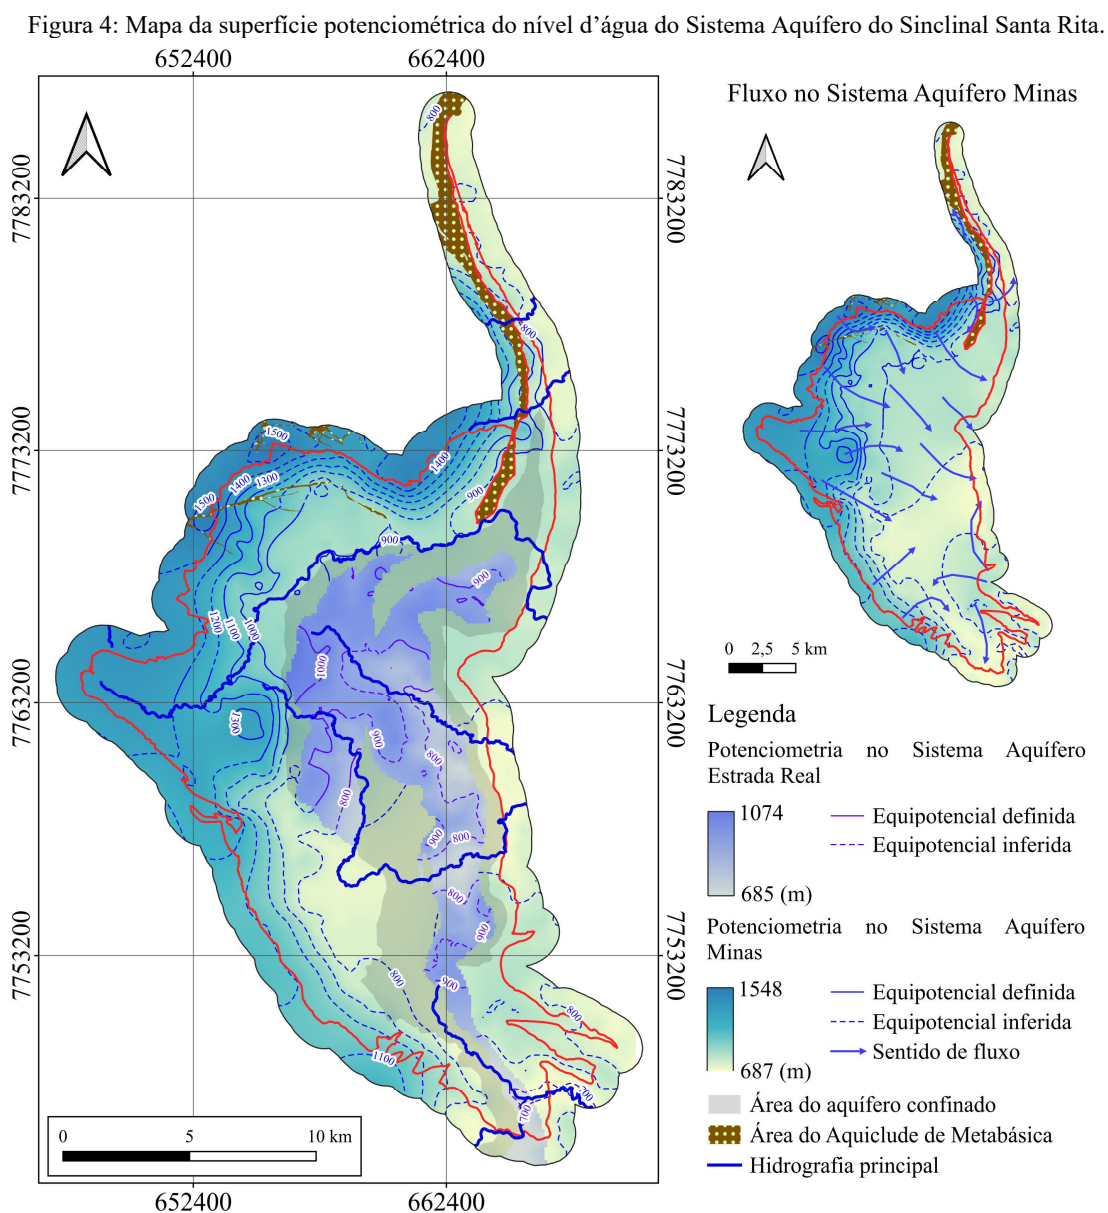 Figura 4: Mapa da superfície potenciométrica do nível d’água do Sistema Aquífero do Sinclinal Santa Rita.
652400 662400
7783200 7783200
7773200 7773200
7763200 7763200
7753200 7753200
652400 662400
800
800
1500
1400
1400
1300
1500
900
900
900
1200
1100
1000
1000
1300
900
800
800
900
800
800
900
800
900
800
1100
700
700
0 5 10 km
Fluxo no Sistema Aquífero Minas
0 2,5 5 km
Legenda
Potenciometria no Sistema Aquífero
Estrada Real
1074
685 (m)
Equipotencial definida
Equipotencial inferida
Potenciometria no Sistema Aquífero
Minas
1548
687 (m)
Equipotencial definida
Equipotencial inferida
Sentido de fluxo
Área do aquífero confinado
Área do Aquiclude de Metabásica
Hidrografia principal